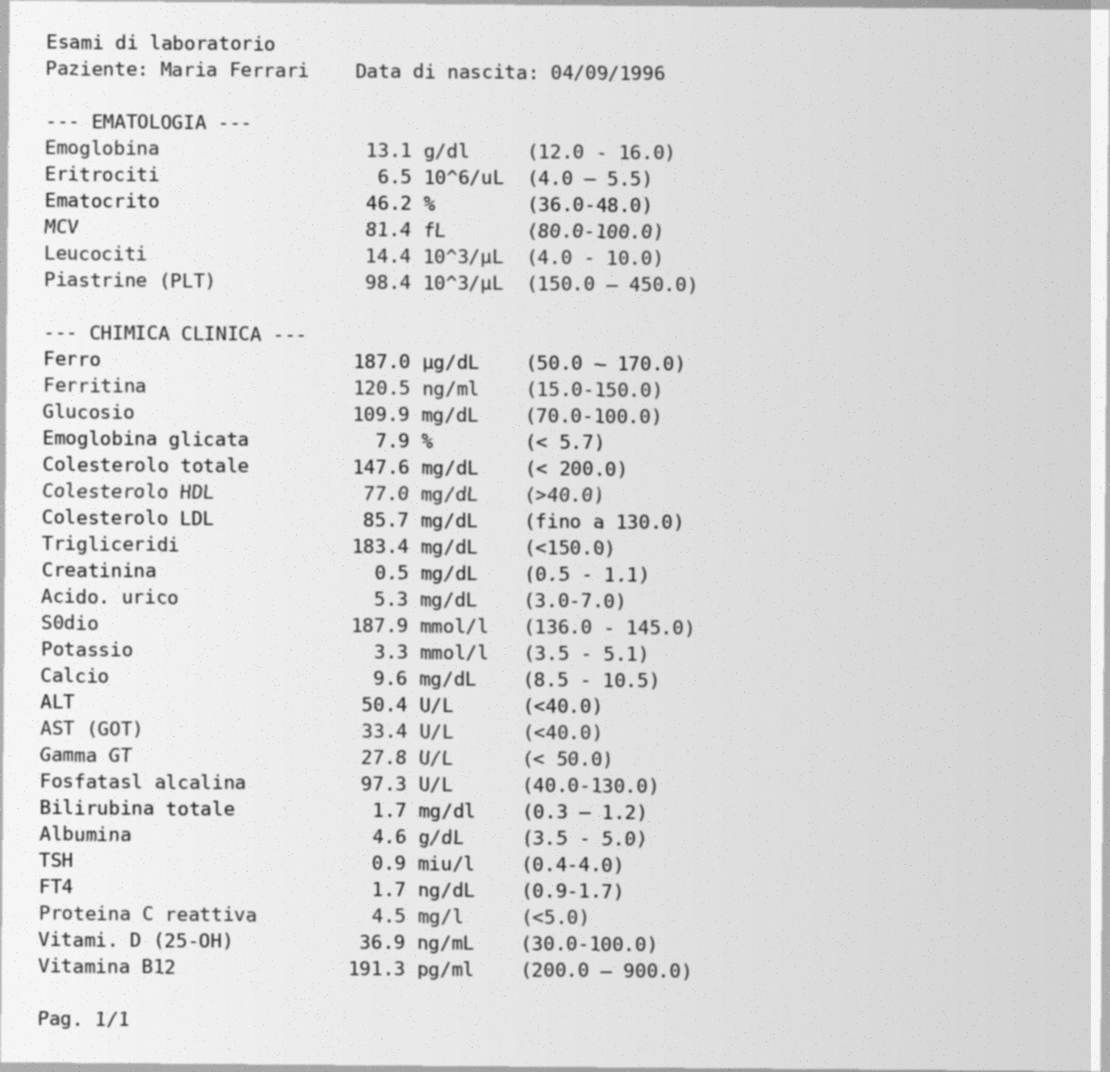 Esami di laboratorio
Paziente: Maria Ferrari    Data di nascita: 04/09/1996

--- EMATOLOGIA ---
Emoglobina                  13.1 g/dl     (12.0 - 16.0)
Eritrociti                   6.5 10^6/uL  (4.0 – 5.5)
Ematocrito                  46.2 %        (36.0-48.0)
MCV                         81.4 fL       (80.0-100.0)
Leucociti                   14.4 10^3/µL  (4.0 - 10.0)
Piastrine (PLT)             98.4 10^3/µL  (150.0 – 450.0)

--- CHIMICA CLINICA ---
Ferro                      187.0 µg/dL    (50.0 – 170.0)
Ferritina                  120.5 ng/ml    (15.0-150.0)
Glucosio                   109.9 mg/dL    (70.0-100.0)
Emoglobina glicata           7.9 %        (< 5.7)
Colesterolo totale         147.6 mg/dL    (< 200.0)
Colesterolo HDL             77.0 mg/dL    (>40.0)
Colesterolo LDL             85.7 mg/dL    (fino a 130.0)
Trigliceridi               183.4 mg/dL    (<150.0)
Creatinina                   0.5 mg/dL    (0.5 - 1.1)
Acido. urico                 5.3 mg/dL    (3.0-7.0)
S0dio                      187.9 mmol/l   (136.0 - 145.0)
Potassio                     3.3 mmol/l   (3.5 - 5.1)
Calcio                       9.6 mg/dL    (8.5 - 10.5)
ALT                         50.4 U/L      (<40.0)
AST (GOT)                   33.4 U/L      (<40.0)
Gamma GT                    27.8 U/L      (< 50.0)
Fosfatasl alcalina          97.3 U/L      (40.0-130.0)
Bilirubina totale            1.7 mg/dl    (0.3 – 1.2)
Albumina                     4.6 g/dL     (3.5 - 5.0)
TSH                          0.9 miu/l    (0.4-4.0)
FT4                          1.7 ng/dL    (0.9-1.7)
Proteina C reattiva          4.5 mg/l     (<5.0)
Vitami. D (25-OH)           36.9 ng/mL    (30.0-100.0)
Vitamina B12               191.3 pg/ml    (200.0 – 900.0)

Pag. 1/1